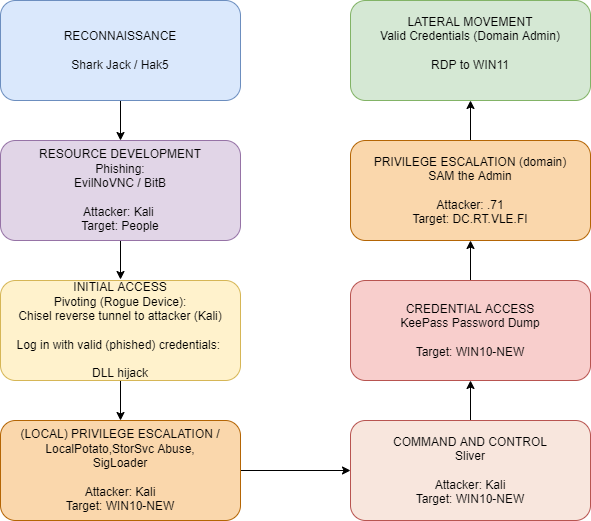 RECONNAISSANCE
Shark Jack / Hak5
RESOURCE DEVELOPMENT
Phishing:
EvilNoVNC / BitB
Attacker: Kali
Target: People
INITIAL ACCESS
Pivoting (Rogue Device):
Chisel reverse tunnel to attacker (Kali)
Log in with valid (phished) credentials:
DLL hijack
(LOCAL) PRIVILEGE ESCALATION /
LocalPotato,StorSvc Abuse,
SigLoader
Attacker: Kali
Target: WIN10-NEW
COMMAND AND CONTROL
Sliver
Attacker: Kali
Target: WIN10-NEW
CREDENTIAL ACCESS
KeePass Password Dump
Target: WIN10-NEW
PRIVILEGE ESCALATION (domain)
SAM the Admin
Attacker: .71
Target: DC.RT.VLE.FI
LATERAL MOVEMENT
Valid Credentials (Domain Admin)
RDP to WIN11